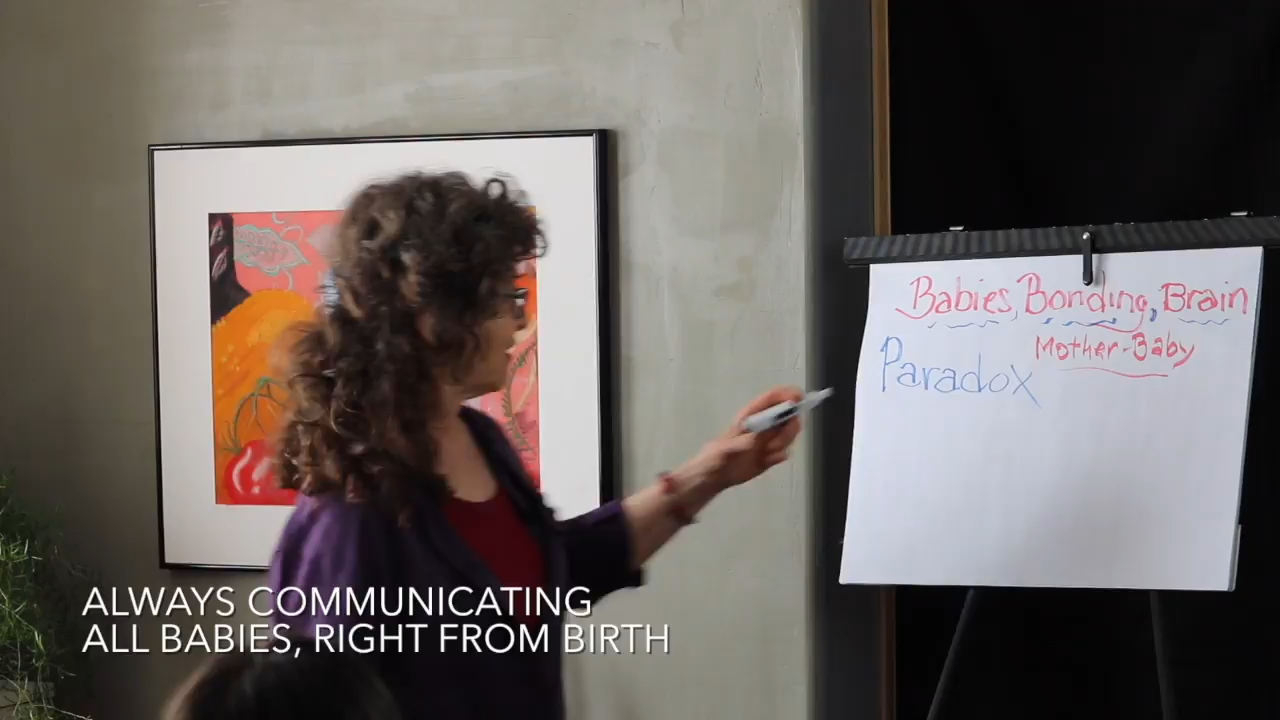 Babies, Bonding, Brain
Mother-Baby
Paradox
ALWAYS COMMUNICATING
ALL BABIES, RIGHT FROM BIRTH